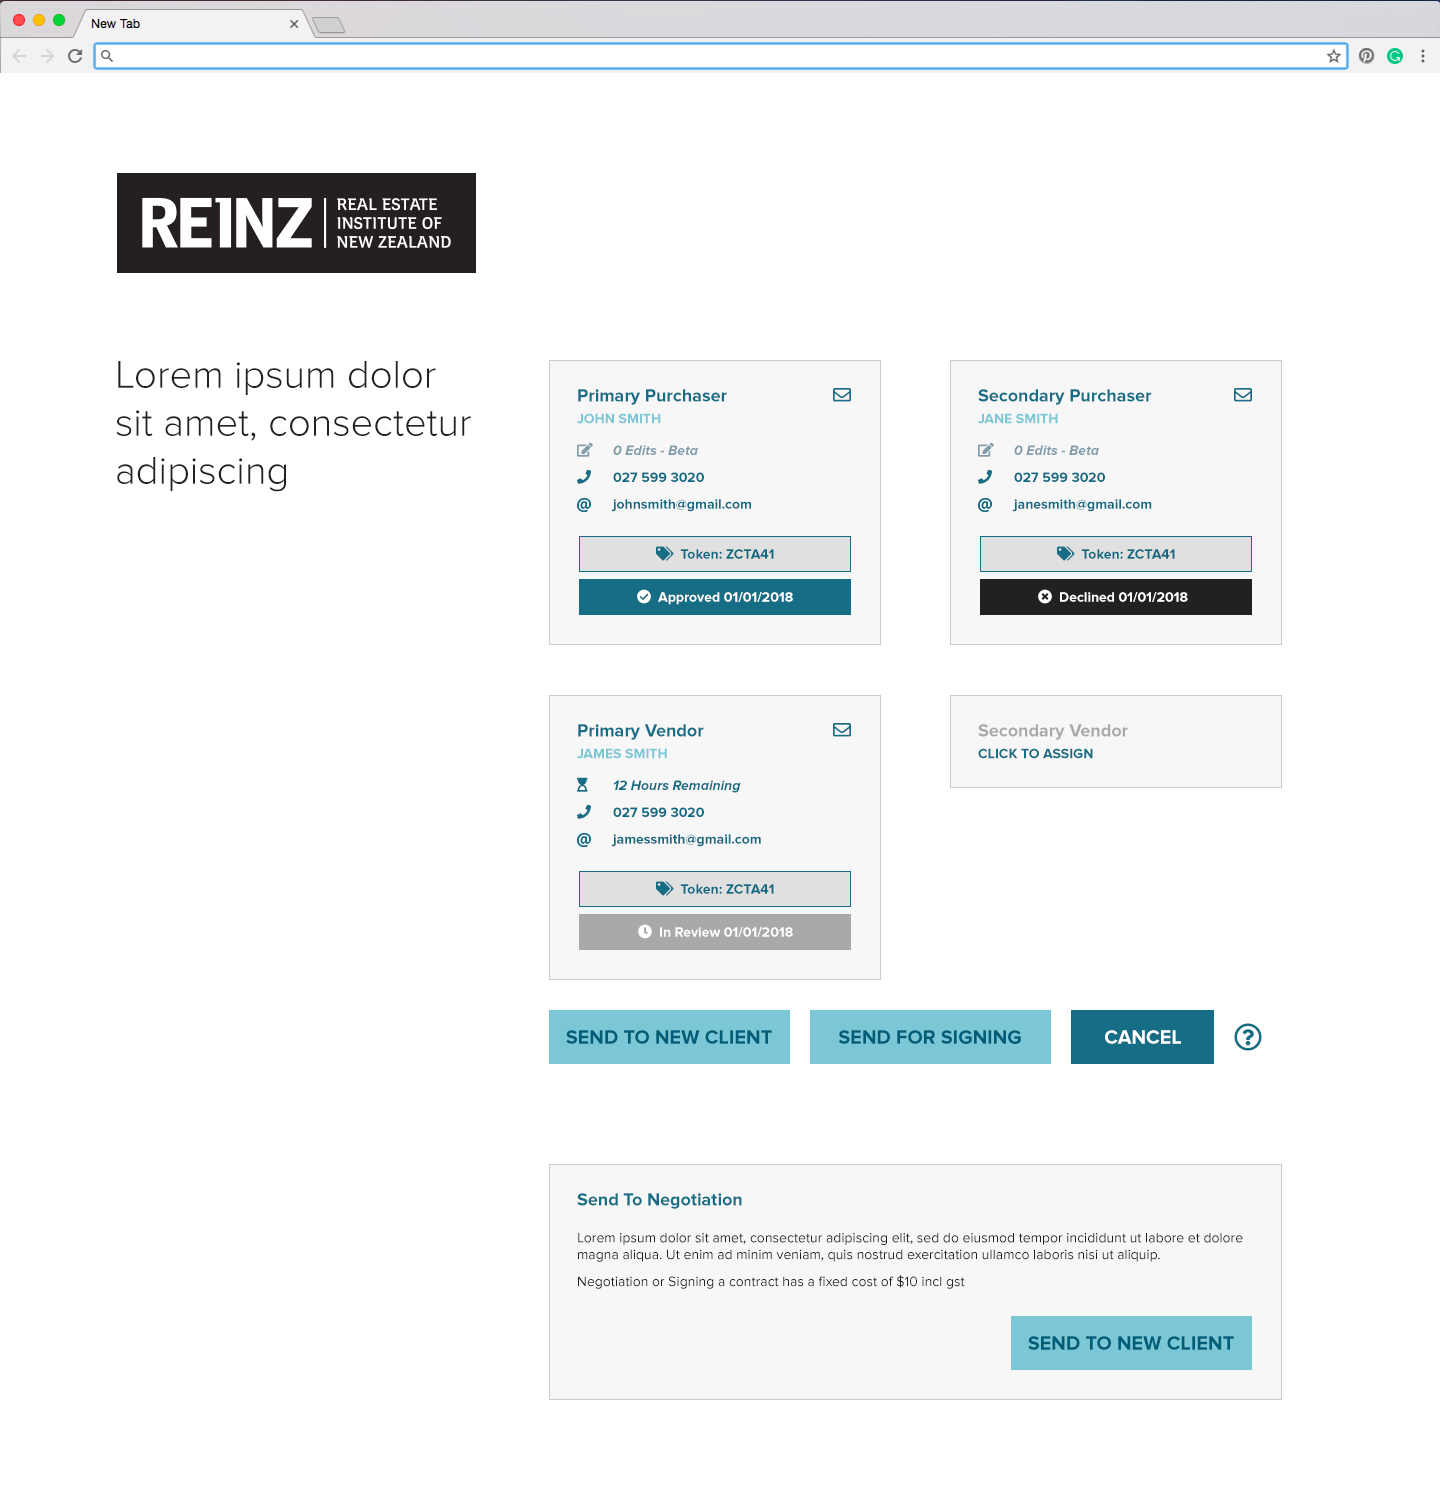 New Tab
REINZ
REAL ESTATE
INSTITUTE OF
NEW ZEALAND
Lorem ipsum dolor
sit amet, consectetur
adipiscing
Primary Purchaser
JOHN SMITH
0 Edits - Beta
027 599 3020
@ johnsmith@gmail.com
Token: ZCTA41
Approved 01/01/2018
Secondary Purchaser
JANE SMITH
0 Edits - Beta
027 599 3020
@ janesmith@gmail.com
Token: ZCTA41
Declined 01/01/2018
Primary Vendor
JAMES SMITH
12 Hours Remaining
027 599 3020
@ jamessmith@gmail.com
Token: ZCTA41
In Review 01/01/2018
Secondary Vendor
CLICK TO ASSIGN
SEND TO NEW CLIENT
SEND FOR SIGNING
CANCEL
?
Send To Negotiation
Lorem ipsum dolor sit amet, consectetur adipiscing elit, sed do eiusmod tempor incididunt ut labore et dolore
magna aliqua. Ut enim ad minim veniam, quis nostrud exercitation ullamco laboris nisi ut aliquip.
Negotiation or Signing a contract has a fixed cost of $10 incl gst
SEND TO NEW CLIENT